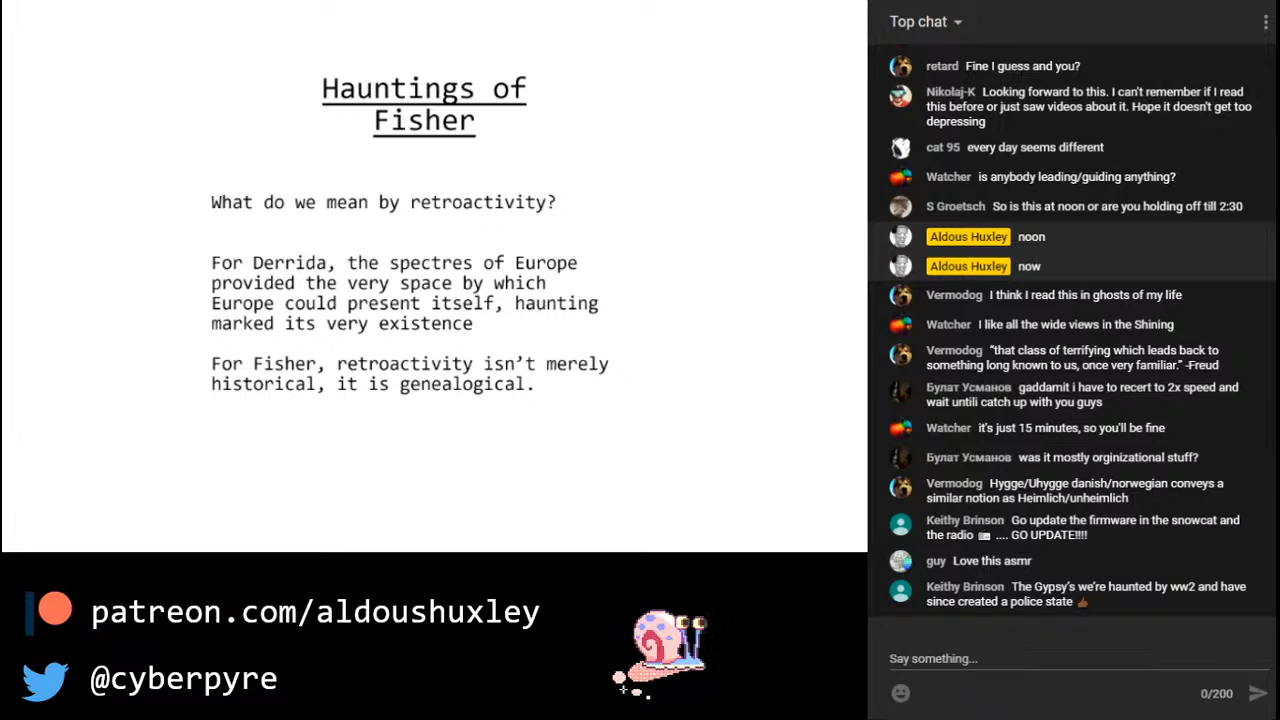 Hauntings of
Fisher
What do we mean by retroactivity?
For Derrida, the spectres of Europe
provided the very space by which
Europe could present itself, haunting
marked its very existence
For Fisher, retroactivity isn’t merely
historical, it is genealogical.
patreon.com/aldoushuxley
@cyberpyre
Top chat
retard Fine I guess and you?
Nikolaj-K Looking forward to this. I can't remember if I read
this before or just saw videos about it. Hope it doesn't get too
depressing
cat 95 every day seems different
Watcher is anybody leading/guiding anything?
S Groetsch So is this at noon or are you holding off till 2:30
Aldous Huxley noon
Aldous Huxley now
Vermodog I think I read this in ghosts of my life
Watcher I like all the wide views in the Shining
Vermodog “that class of terrifying which leads back to
something long known to us, once very familiar.” -Freud
Булат Усманов gaddamit i have to recert to 2x speed and
wait untili catch up with you guys
Watcher it's just 15 minutes, so you'll be fine
Булат Усманов was it mostly orginizational stuff?
Vermodog Hygge/Uhygge danish/norwegian conveys a
similar notion as Heimlich/unheimlich
Keithy Brinson Go update the firmware in the snowcat and
the radio 📻 .... GO UPDATE!!!!
guy Love this asmr
Keithy Brinson The Gypsy's we're haunted by ww2 and have
since created a police state 👍🏾
Say something...
0/200